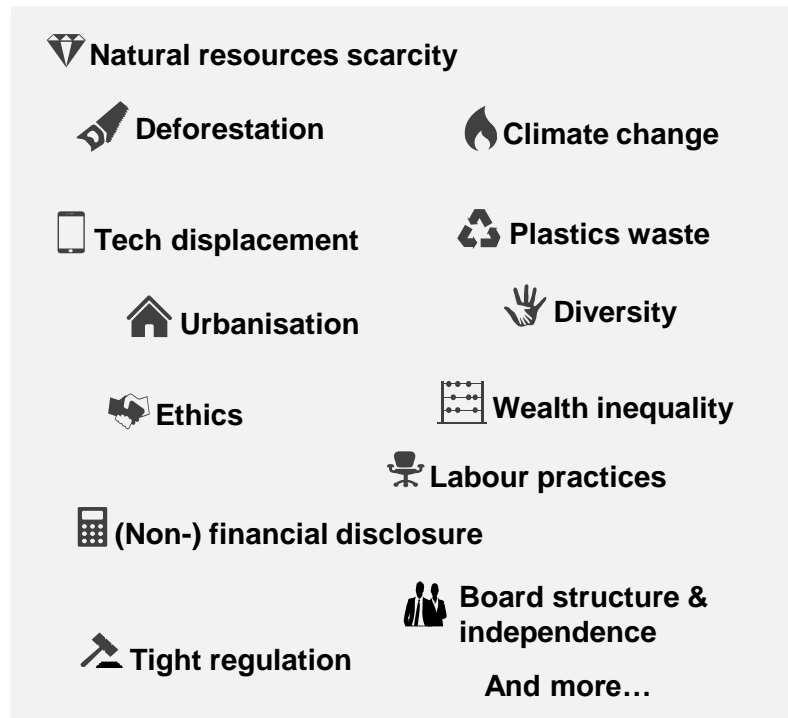 Natural resources scarcity
Deforestation
Climate change
Tech displacement
Plastics waste
Urbanisation
Diversity
Ethics
Wealth inequality
Labour practices
(Non-) financial disclosure
Board structure &
independence
Tight regulation
And more…